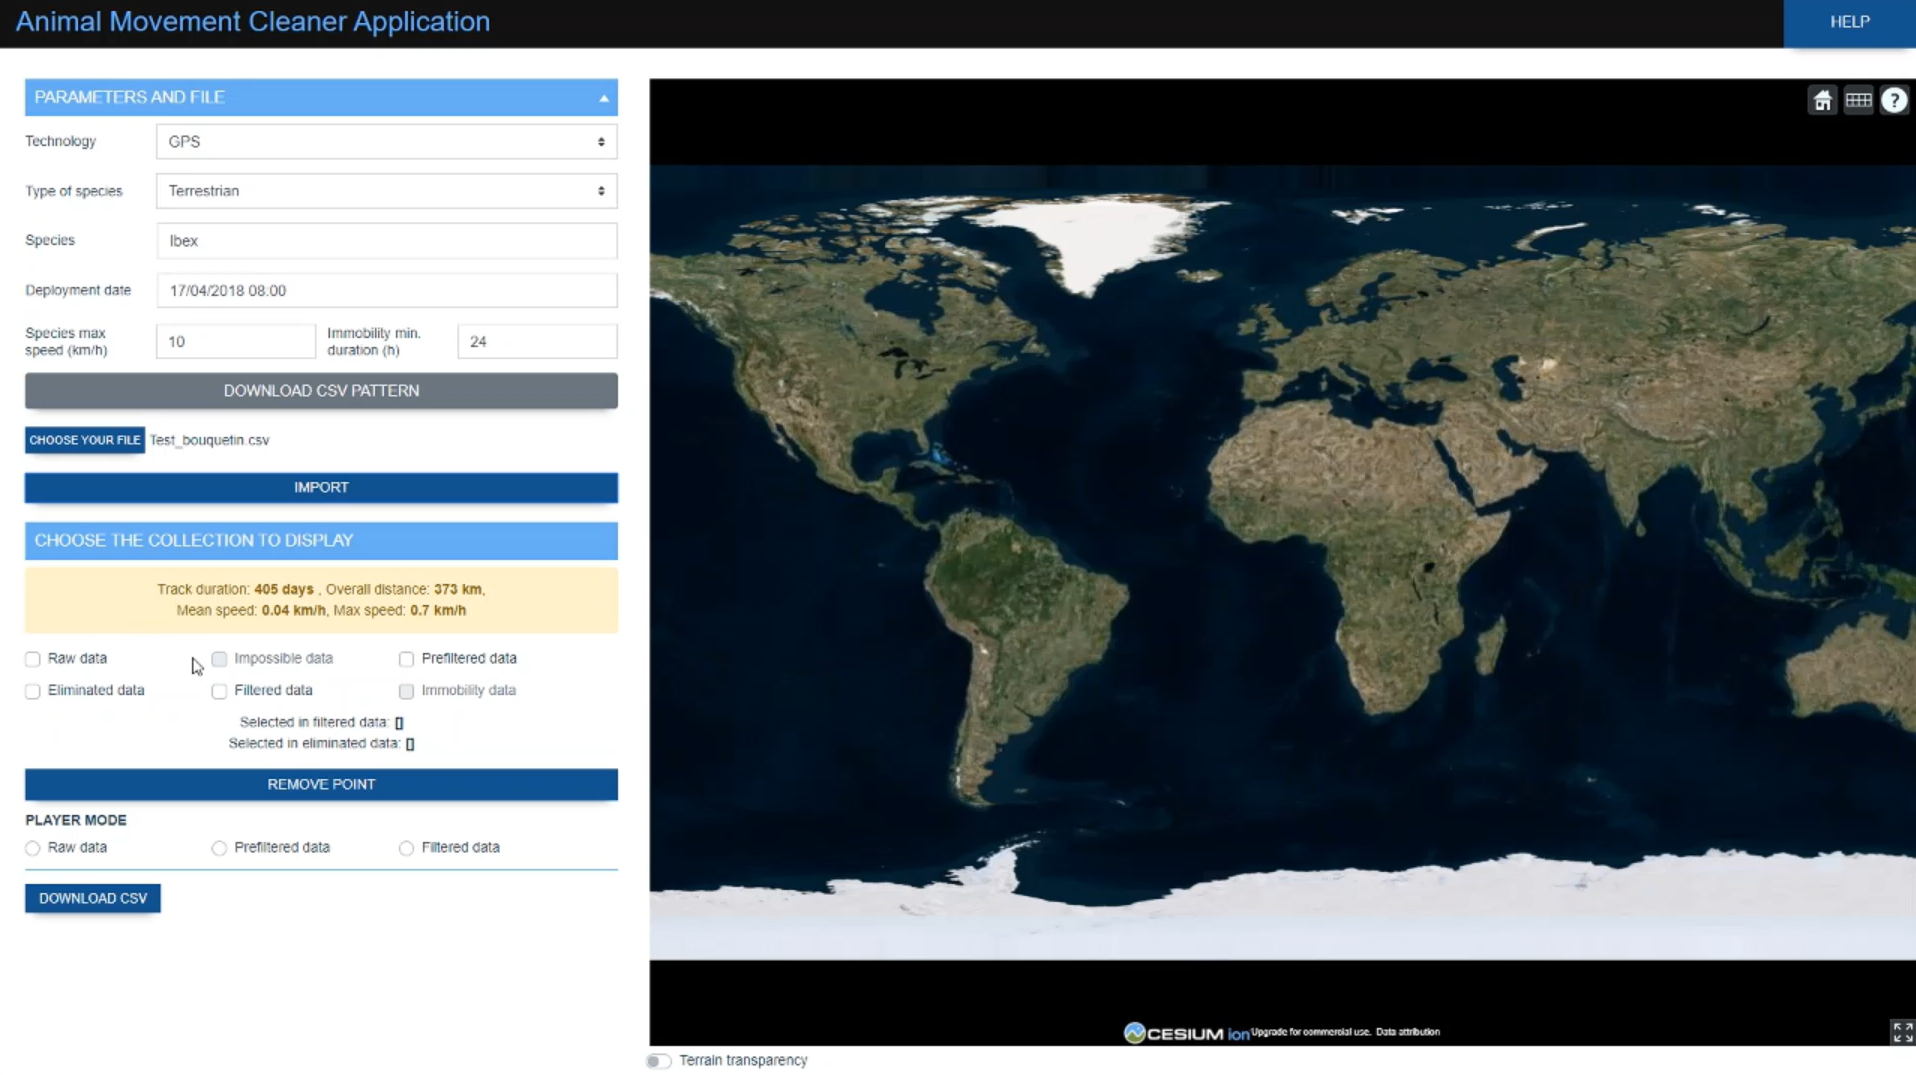 Animal Movement Cleaner Application
HELP
PARAMETERS AND FILE
Technology
GPS
Type of species
Terrestrian
Species
Ibex
Deployment date
17/04/2018 08:00
Species max
speed (km/h)
10
Immobility min.
duration (h)
24
DOWNLOAD CSV PATTERN
CHOOSE YOUR FILE Test_bouquetin.csv
IMPORT
CHOOSE THE COLLECTION TO DISPLAY
Track duration: 405 days , Overall distance: 373 km,
Mean speed: 0.04 km/h, Max speed: 0.7 km/h
Raw data
Impossible data
Prefiltered data
Eliminated data
Filtered data
Immobility data
Selected in filtered data: []
Selected in eliminated data: []
REMOVE POINT
PLAYER MODE
Raw data
Prefiltered data
Filtered data
DOWNLOAD CSV
?
CESIUM ion Upgrade for commercial use. Data attribution
Terrain transparency